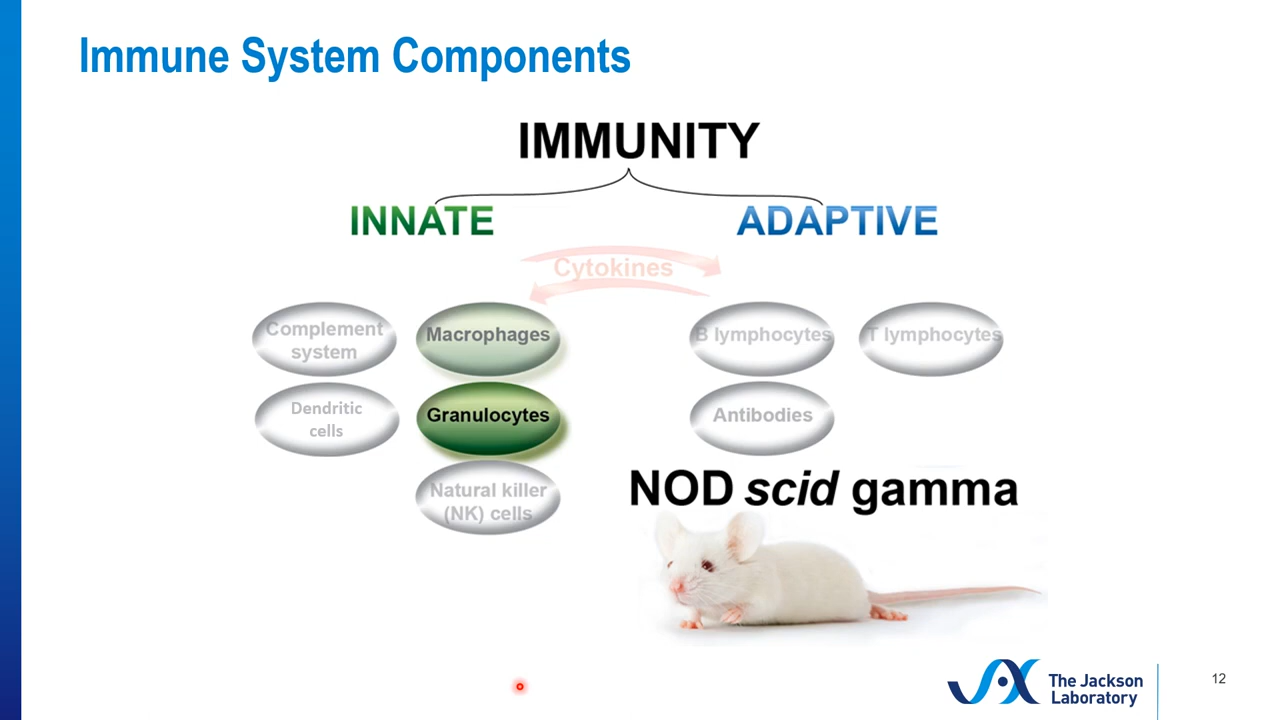 Immune System Components
IMMUNITY
INNATE
ADAPTIVE
Cytokines
Complement
system
Macrophages
B lymphocytes
T lymphocytes
Dendritic
cells
Granulocytes
Antibodies
Natural killer
(NK) cells
NOD scid gamma
The Jackson
Laboratory
12